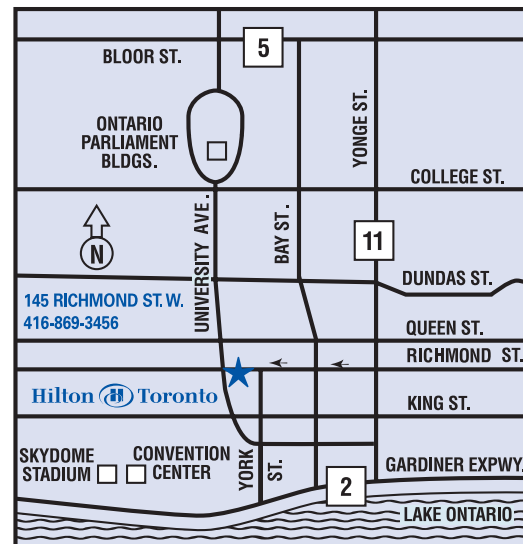 BLOOR ST.
5
ONTARIO
PARLIAMENT
BLDGS.
YONGE ST.
COLLEGE ST.
UNIVERSITY AVE.
BAY ST.
11
N
DUNDAS ST.
145 RICHMOND ST. W.
416-869-3456
QUEEN ST.
RICHMOND ST.
Hilton H Toronto
KING ST.
SKYDOME
STADIUM
CONVENTION
CENTER
YORK
ST.
GARDINER EXPWY.
2
LAKE ONTARIO